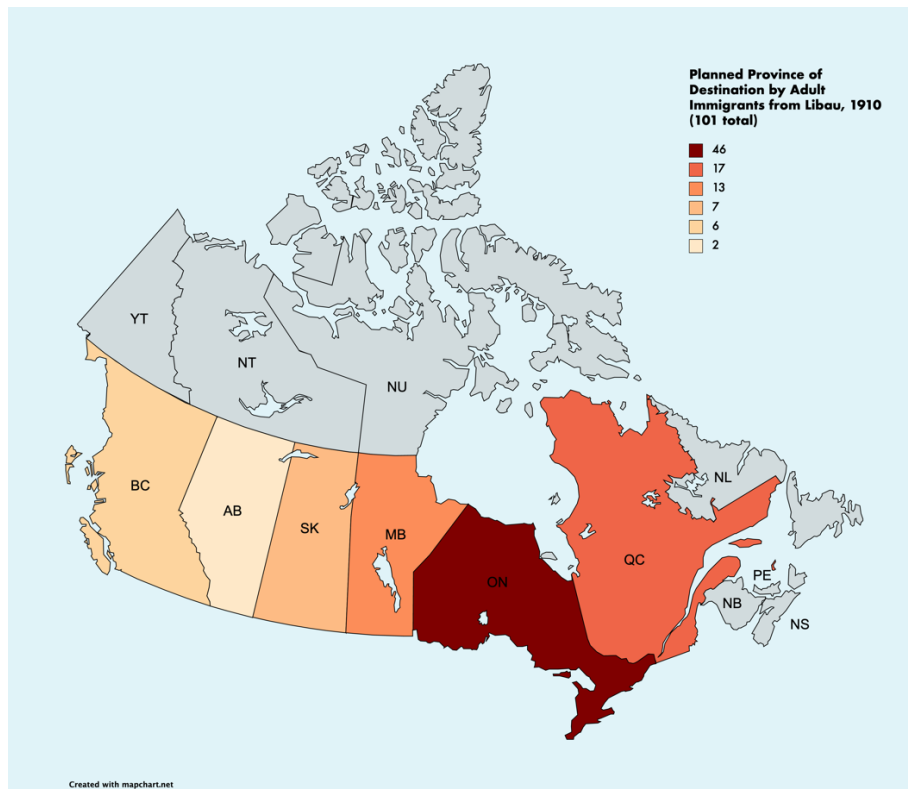 Planned Province of
Destination by Adult
Immigrants from Libau, 1910
(101 total)
46
17
13
7
6
2
YT
NT
NU
BC
AB
SK
MB
ON
QC
NL
PE
NB
NS
Created with mapchart.net